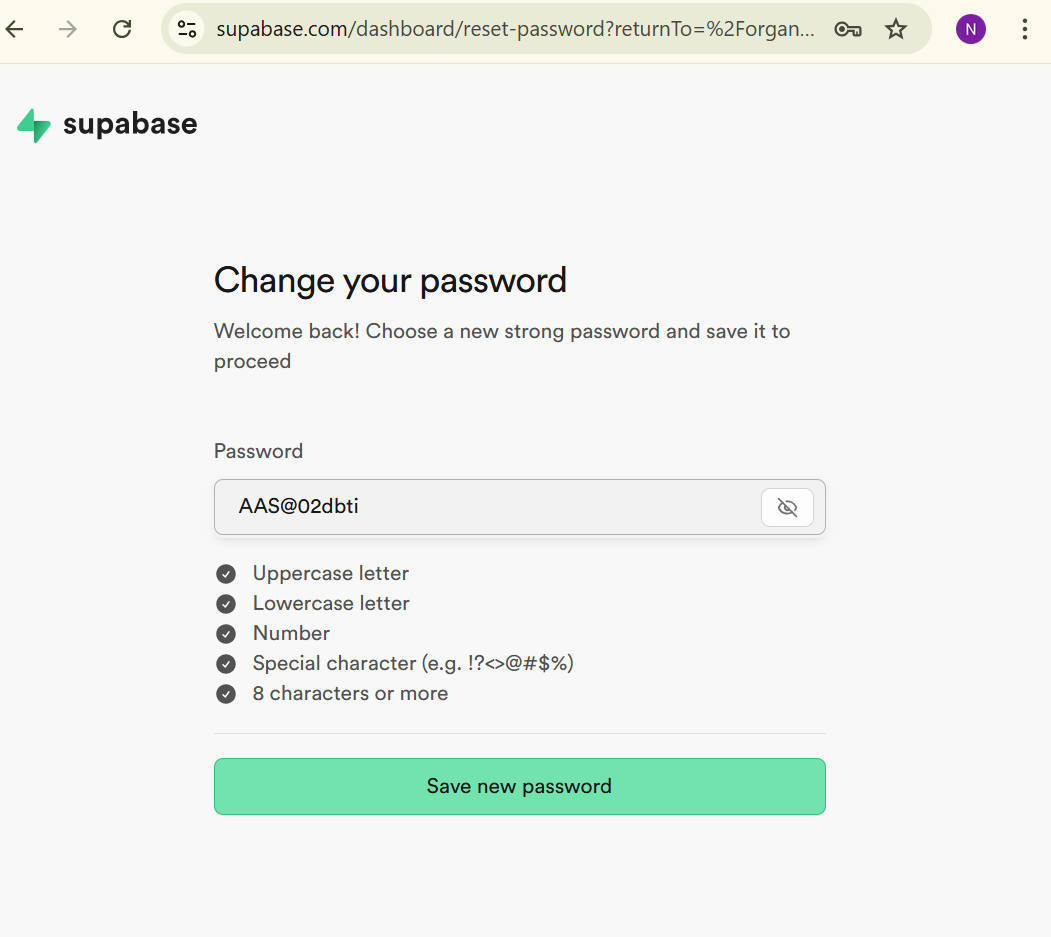 supabase.com/dashboard/reset-password?returnTo=%2Forgan...
N
supabase
Change your password
Welcome back! Choose a new strong password and save it to
proceed
Password
AAS@02dbti
Uppercase letter
Lowercase letter
Number
Special character (e.g. !?<>@#$%)
8 characters or more
Save new password